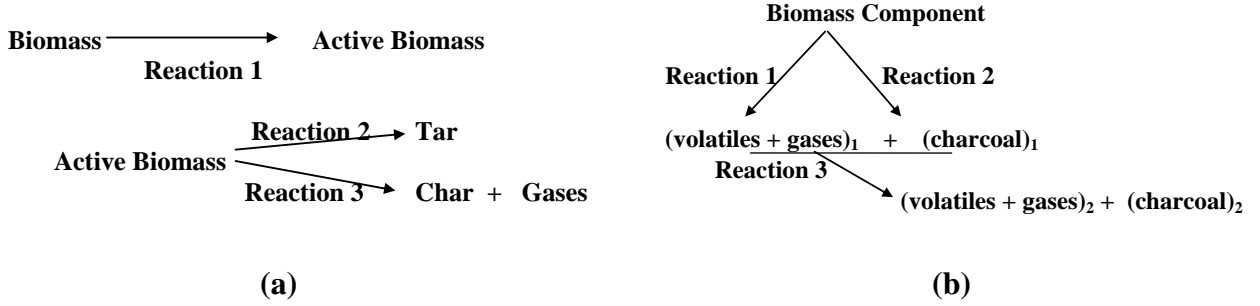 Biomass Active Biomass
Reaction 1
Reaction 2 Tar
Active Biomass
Reaction 3 Char + Gases
(a)
Biomass Component
Reaction 1 Reaction 2
(volatiles + gases)₁ + (charcoal)₁
Reaction 3
(volatiles + gases)₂ + (charcoal)₂
(b)